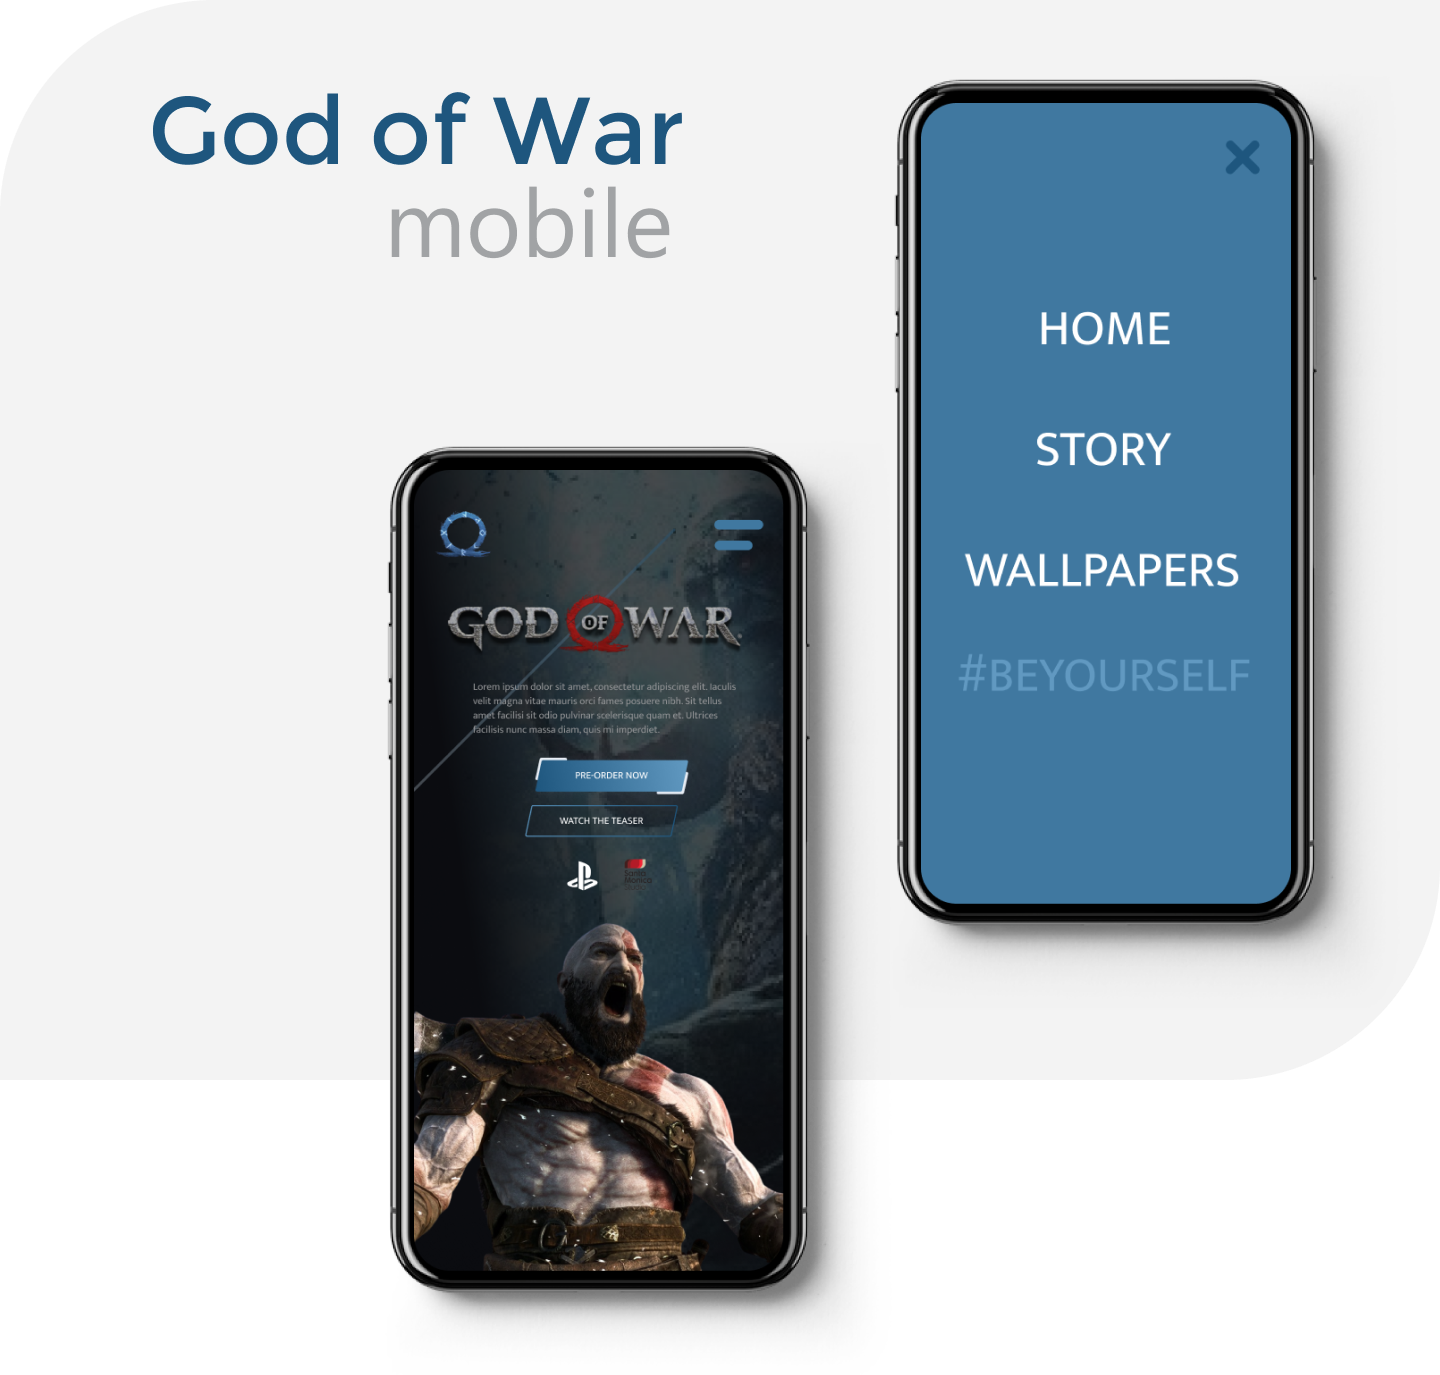 God of War
mobile
HOME
STORY
WALLPAPERS
#BEYOURSELF
GOD OF WAR
Lorem ipsum dolor sit amet, consectetur adipiscing elit. Iaculis
velit magna vitae mauris orci fames posuere nibh. Sit tellus
amet facilisi sit odio pulvinar scelerisque quam et. Ultrices
facilisis nunc massa diam, quis mi imperdiet.
PRE-ORDER NOW
WATCH THE TEASER
Santa
Monica